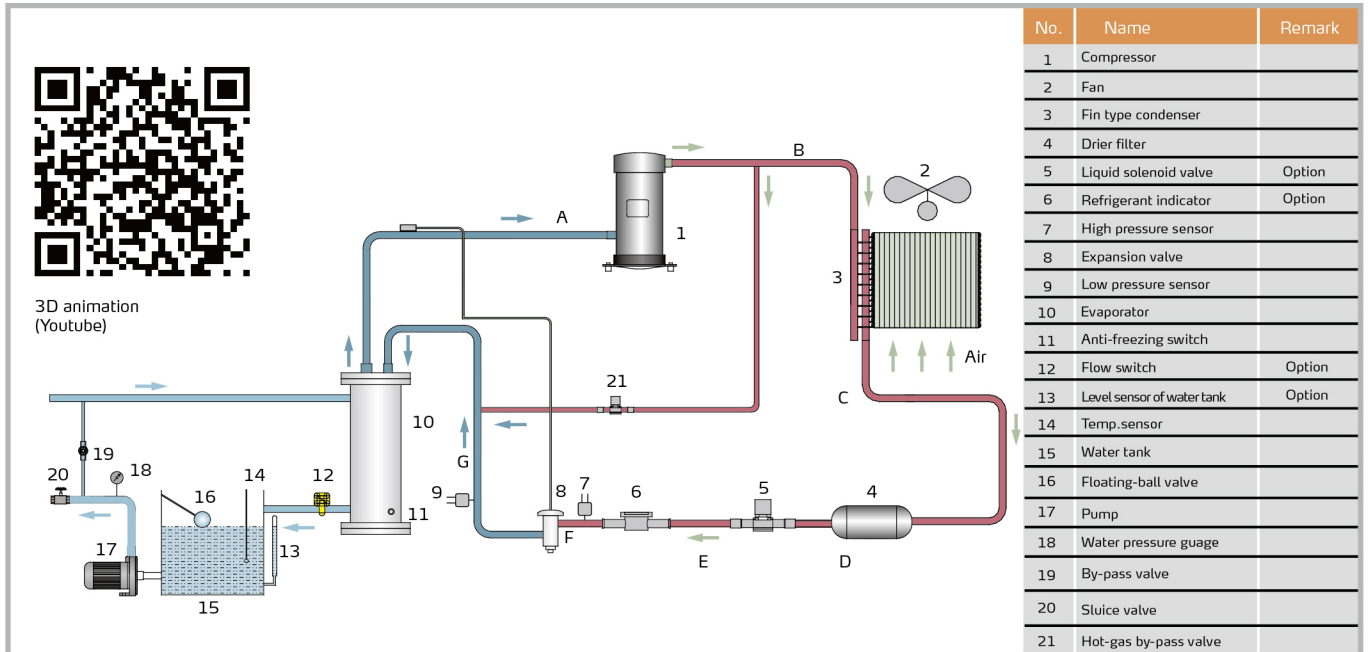 3D animation
(Youtube)
A
B
1
2
3
Air
C
21
10
G
19
20
18
14
12
16
9
8
7
6
5
4
11
F
17
13
E
D
15
No. Name Remark
1 Compressor
2 Fan
3 Fin type condenser
4 Drier filter
5 Liquid solenoid valve Option
6 Refrigerant indicator Option
7 High pressure sensor
8 Expansion valve
9 Low pressure sensor
10 Evaporator
11 Anti-freezing switch
12 Flow switch Option
13 Level sensor of water tank Option
14 Temp.sensor
15 Water tank
16 Floating-ball valve
17 Pump
18 Water pressure guage
19 By-pass valve
20 Sluice valve
21 Hot-gas by-pass valve